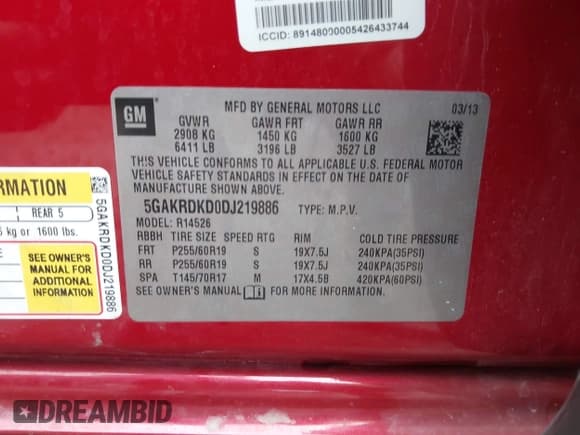 ICCID: 89148000005426433744
GM
MFD BY GENERAL MOTORS LLC
03/13
GVWR GAWR FRT GAWR RR
2908 KG 1450 KG 1600 KG
6411 LB 3196 LB 3527 LB
THIS VEHICLE CONFORMS TO ALL APPLICABLE U.S. FEDERAL MOTOR
VEHICLE SAFETY STANDARDS IN EFFECT ON THE DATE OF
MANUFACTURE SHOWN ABOVE.
5GAKRDKD0DJ219886 TYPE: M.P.V.
MODEL: R14526
RBBH TIRE SIZE SPEED RTG RIM COLD TIRE PRESSURE
FRT P255/60R19 S 19X7.5J 240KPA(35PSI)
RR P255/60R19 S 19X7.5J 240KPA(35PSI)
SPA T145/70R17 M 17X4.5B 420KPA(60PSI)
SEE OWNER'S MANUAL FOR MORE INFORMATION.
RMATION
REAR 5
kg or 1600 lbs.
SEE OWNER'S
MANUAL FOR
ADDITIONAL
INFORMATION
5GAKRDKD0DJ219886
DREAMBID